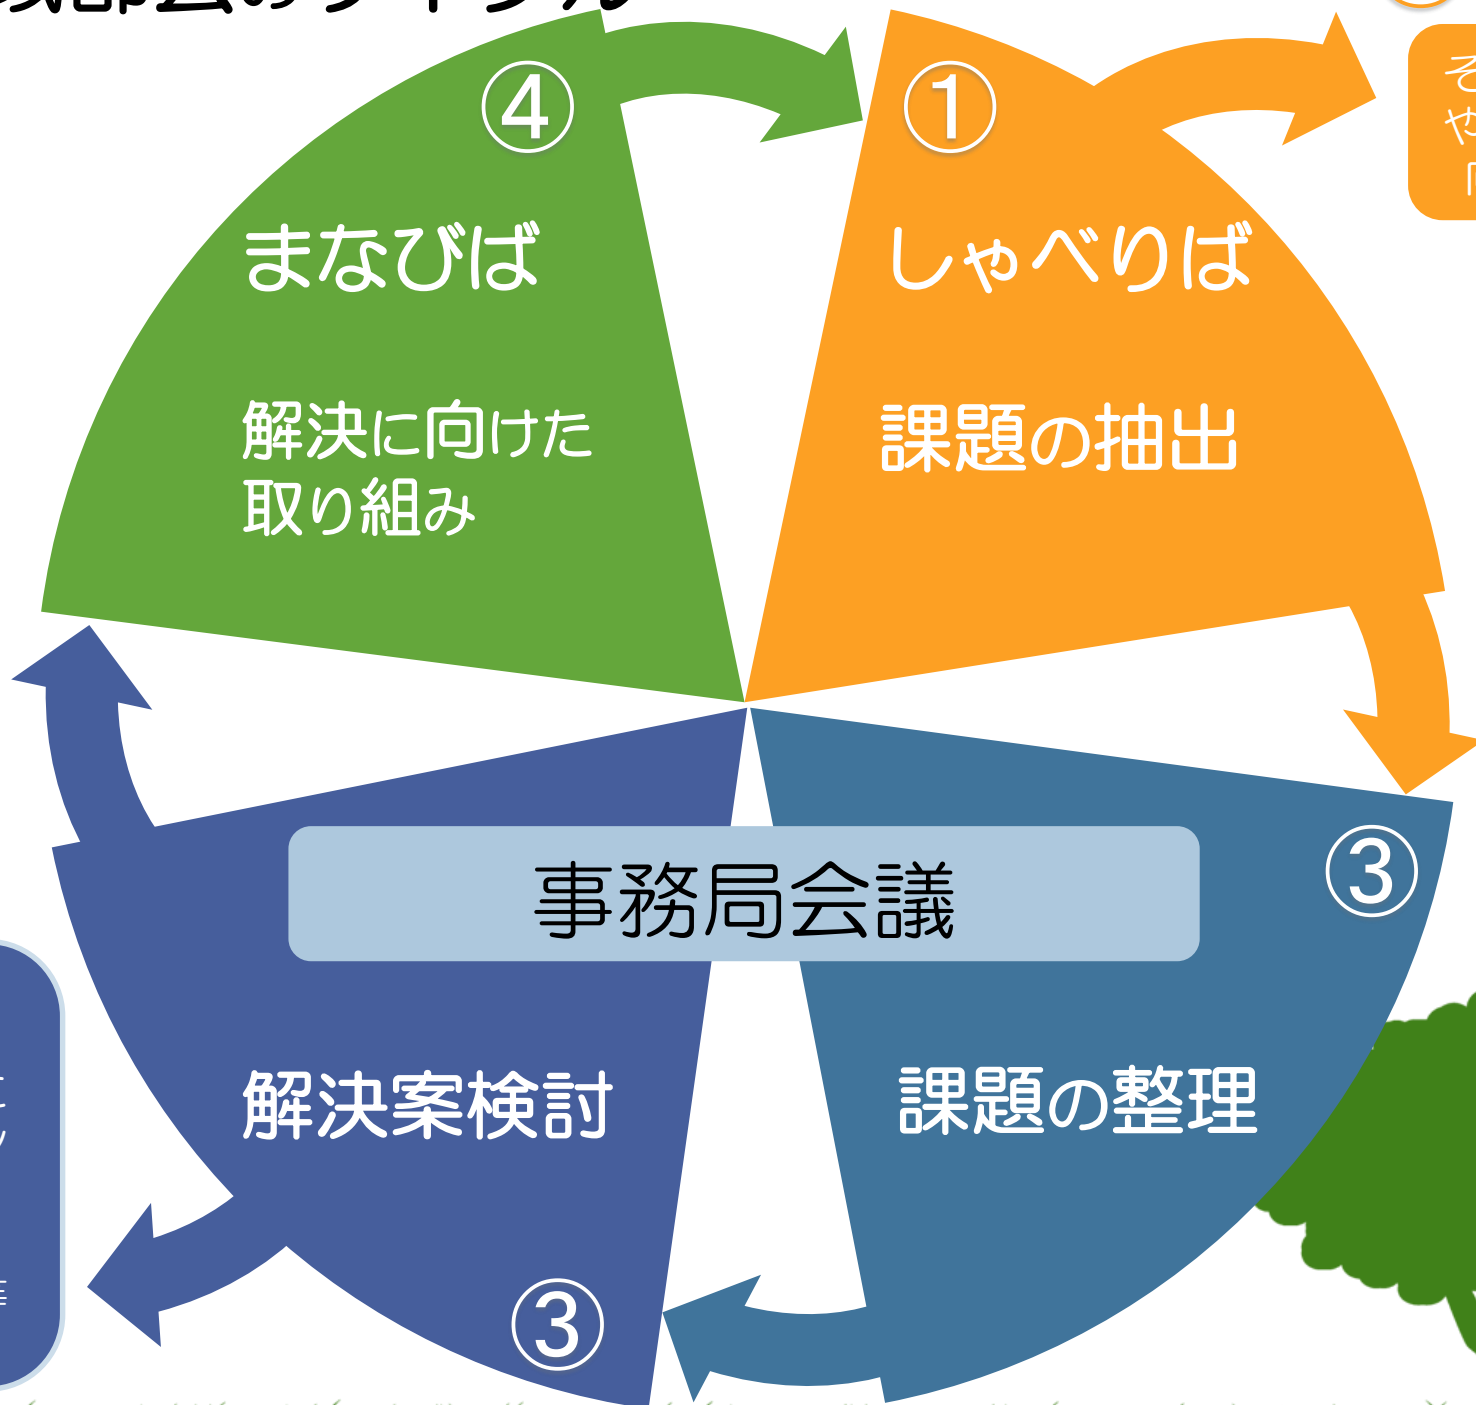 ④
まなびば
解決に向けた
取り組み
①
しゃべりば
課題の抽出
事務局会議
③
課題の整理
解決案検討
③